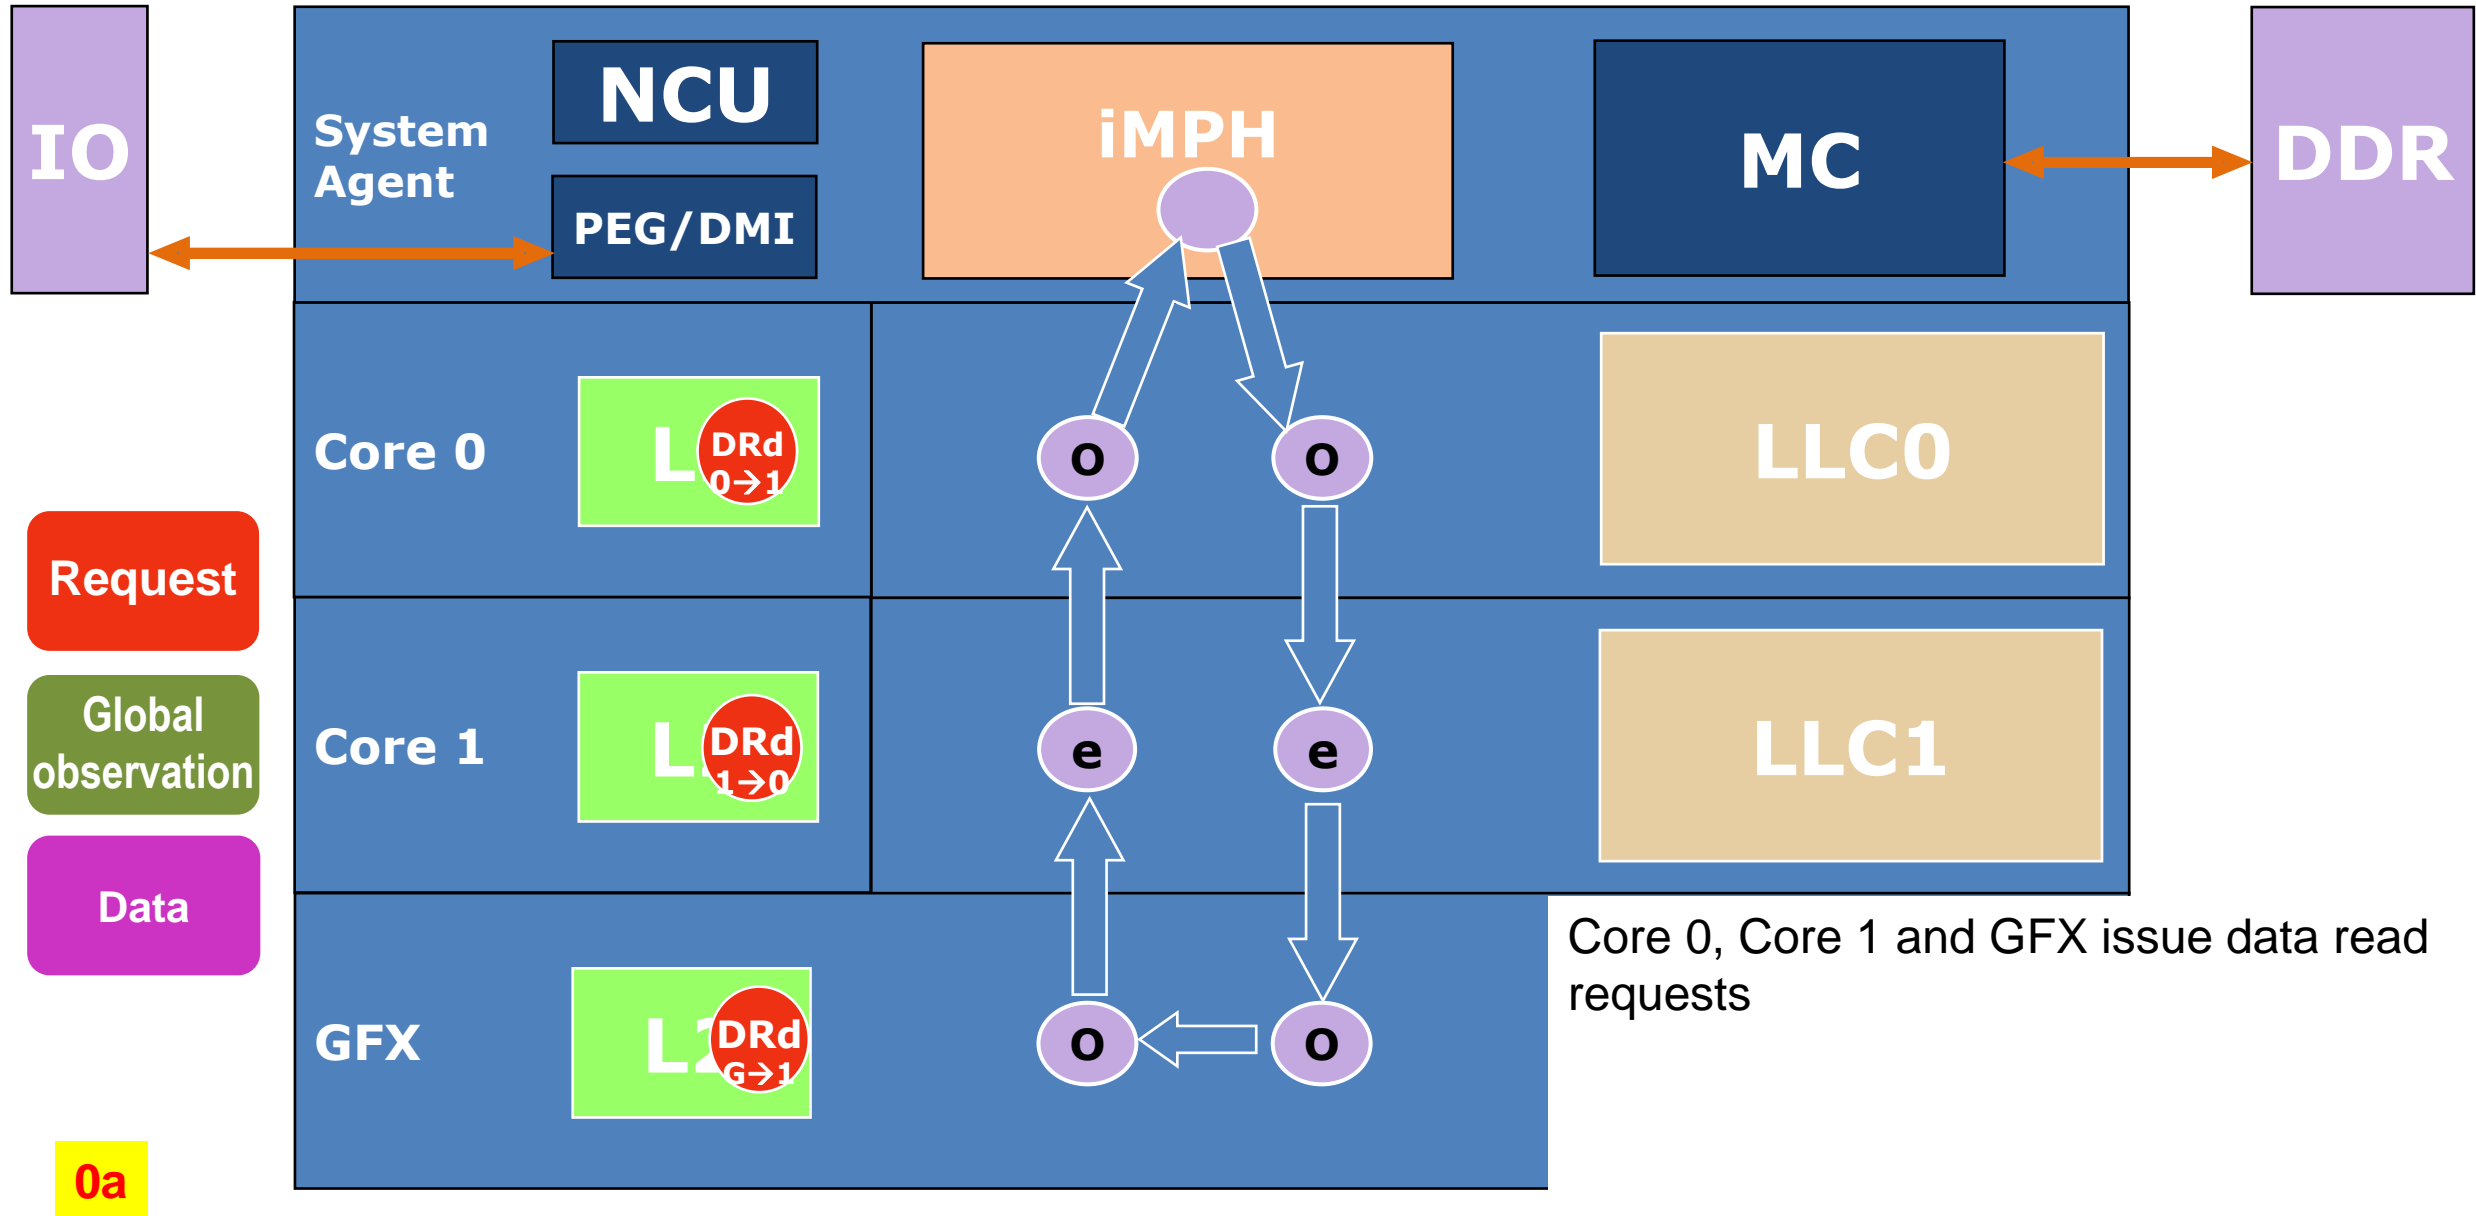 IO
System
Agent
NCU
PEG/DMI
iMPH
MC
DDR
Core 0
L
DRd
0→1
O
O
LLC0
Request
Global
observation
Data
Core 1
L
DRd
1→0
e
e
LLC1
GFX
L2
DRd
G→1
O
O
Core 0, Core 1 and GFX issue data read
requests
0a